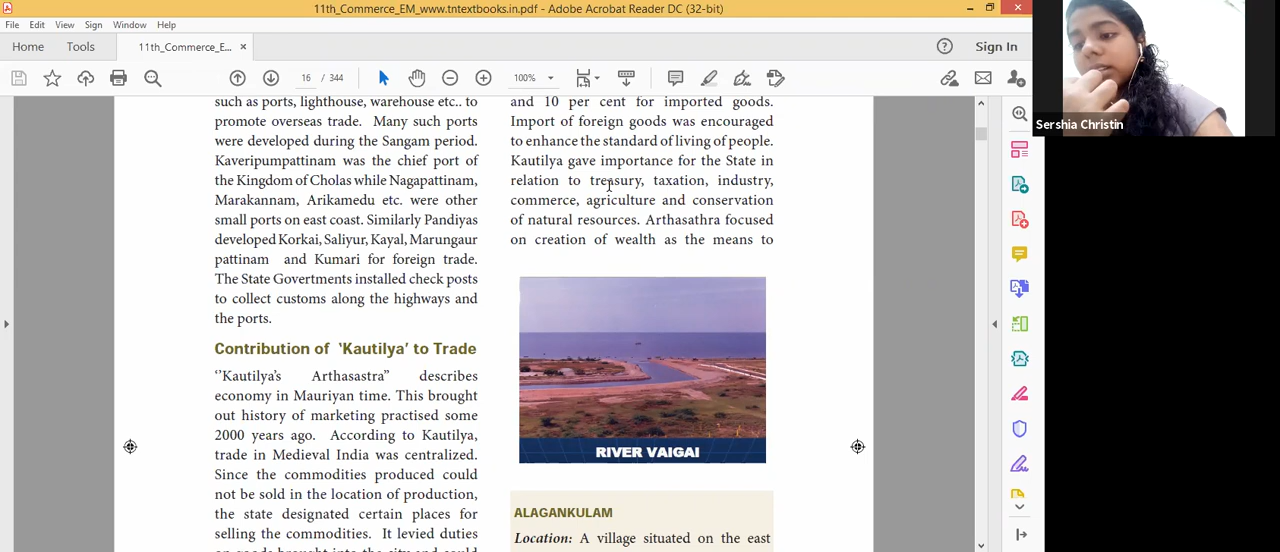 11th_Commerce_EM_www.tntextbooks.in.pdf - Adobe Acrobat Reader DC (32-bit)
File Edit View Sign Window Help
Home Tools 11th_Commerce_E... × Sign In
16 / 344 100%
such as ports, lighthouse, warehouse etc.. to
promote overseas trade. Many such ports
were developed during the Sangam period.
Kaveripumpattinam was the chief port of
the Kingdom of Cholas while Nagapattinam,
Marakannam, Arikamedu etc. were other
small ports on east coast. Similarly Pandiyas
developed Korkai, Saliyur, Kayal, Marungaur
pattinam and Kumari for foreign trade.
The State Govertments installed check posts
to collect customs along the highways and
the ports.
Contribution of ‘Kautilya’ to Trade
‘’Kautilya’s Arthasastra” describes
economy in Mauriyan time. This brought
out history of marketing practised some
2000 years ago. According to Kautilya,
trade in Medieval India was centralized.
Since the commodities produced could
not be sold in the location of production,
the state designated certain places for
selling the commodities. It levied duties
on goods brought into the city and could
and 10 per cent for imported goods.
Import of foreign goods was encouraged
to enhance the standard of living of people.
Kautilya gave importance for the State in
relation to treasury, taxation, industry,
commerce, agriculture and conservation
of natural resources. Arthasathra focused
on creation of wealth as the means to
RIVER VAIGAI
ALAGANKULAM
Location: A village situated on the east
Sershia Christin